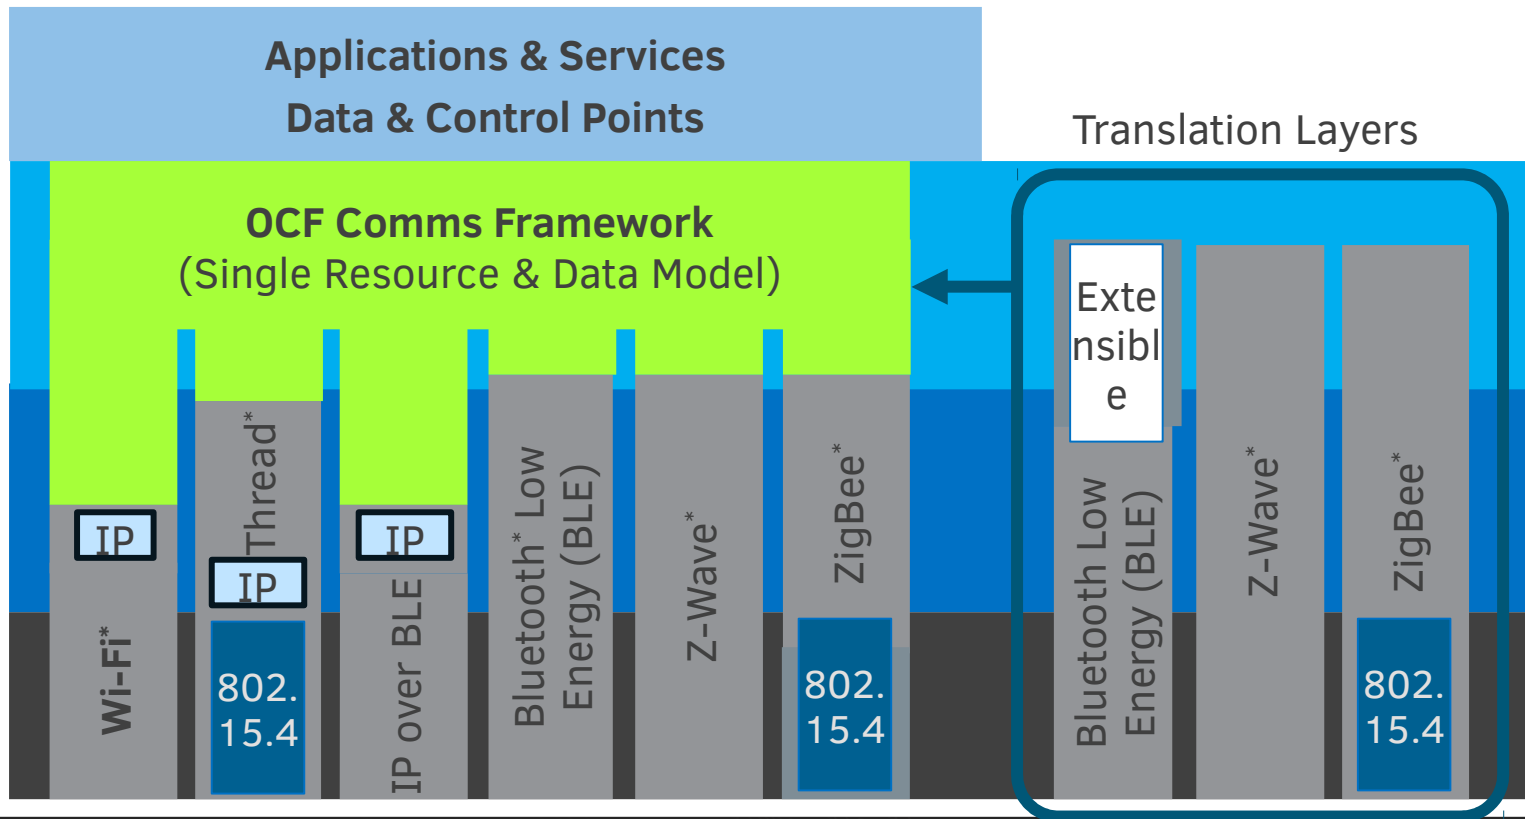 Applications & Services
Data & Control Points
Translation Layers
OCF Comms Framework
(Single Resource & Data Model)
Exte
nsibl
e
IP
Wi-Fi*
Thread*
IP
802.
15.4
IP
IP over BLE
Bluetooth* Low
Energy (BLE)
Z-Wave*
ZigBee*
802.
15.4
Bluetooth Low
Energy (BLE)
Z-Wave*
ZigBee*
802.
15.4